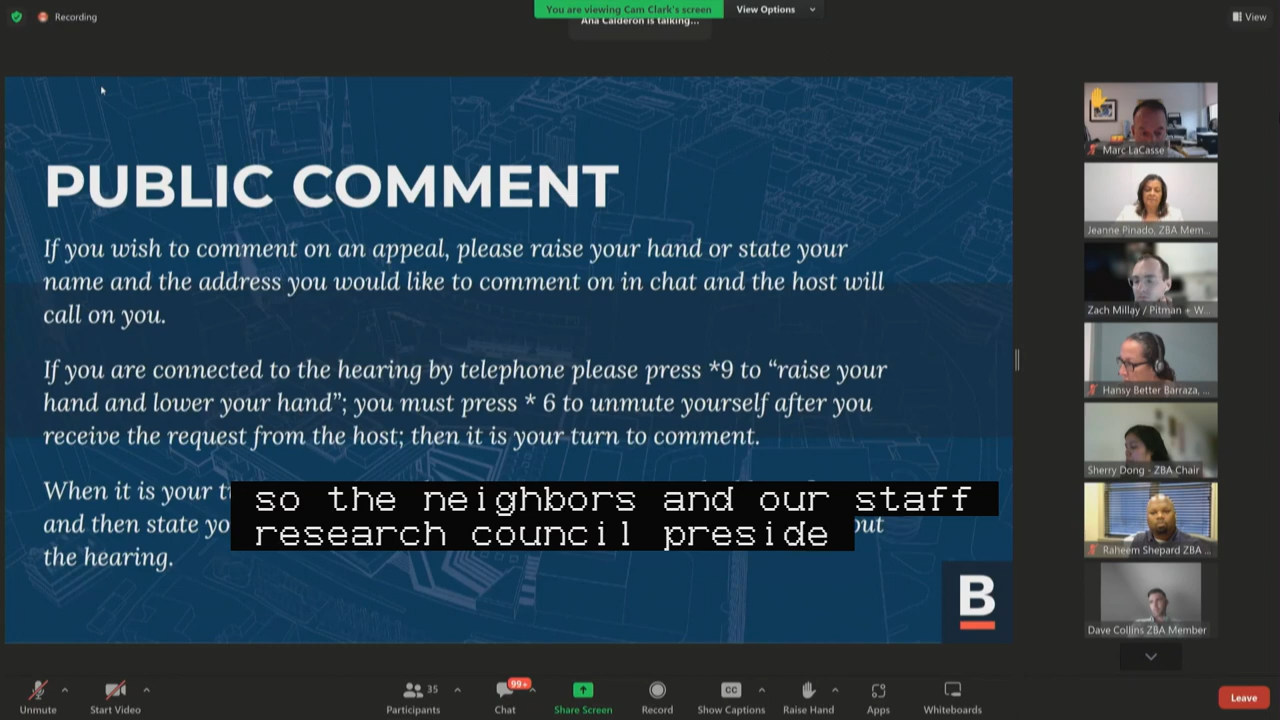 Recording
You are viewing Cam Clark's screen
View Options
Ana Calderon is talking...
View
PUBLIC COMMENT
If you wish to comment on an appeal, please raise your hand or state your
name and the address you would like to comment on in chat and the host will
call on you.
If you are connected to the hearing by telephone please press *9 to “raise your
hand and lower your hand”; you must press * 6 to unmute yourself after you
receive the request from the host; then it is your turn to comment.
When it is your
and then state
the hearing.
so the neighbors and our staff
research council preside
B
Marc LaCasse
Jeanne Pinado, ZBA Mem...
Zach Millay / Pitman + W...
Hansy Better Barraza, ...
Sherry Dong - ZBA Chair
Raheem Shepard ZBA ...
Dave Collins ZBA Member
Unmute
Start Video
Participants
35
Chat
99+
Share Screen
Record
CC
Show Captions
Raise Hand
Apps
Whiteboards
Leave